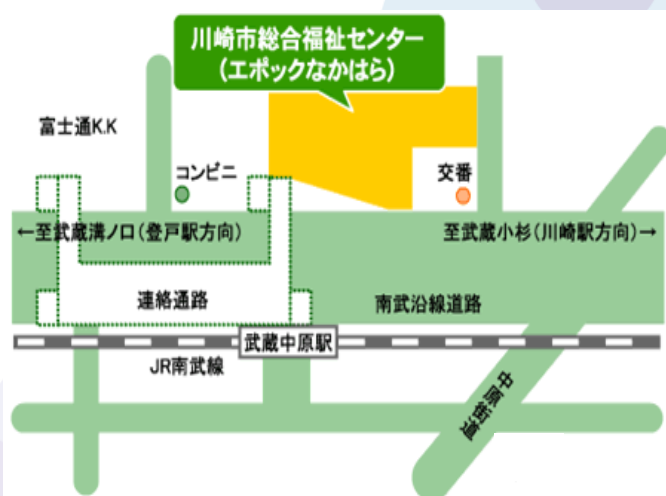 川崎市総合福祉センター
(エポックなかはら)
富士通K.K
コンビニ
交番
←至武蔵溝ノ口(登戸駅方向)
至武蔵小杉(川崎駅方向)→
連絡通路
南武沿線道路
武蔵中原駅
JR南武線
中原街道